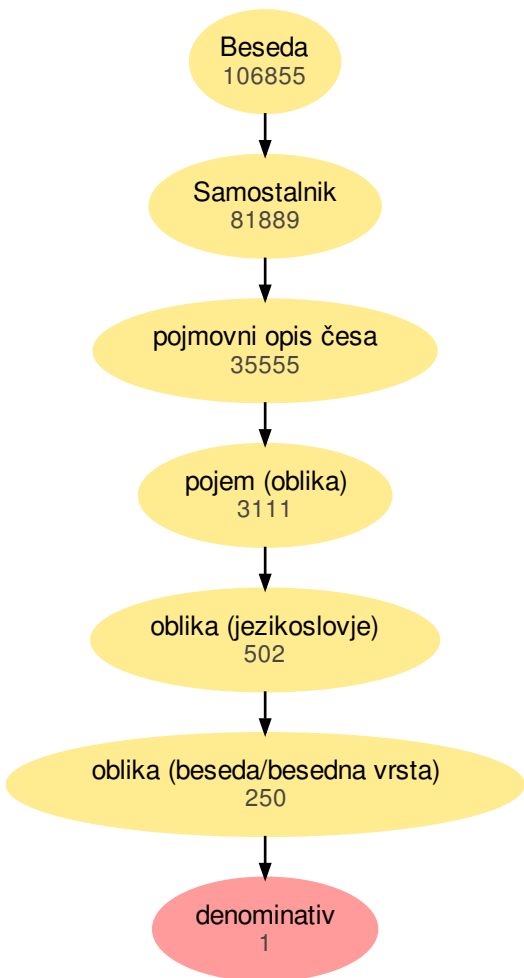 Beseda
106855
Samostalnik
81889
pojmovni opis česa
35555
pojem (oblika)
3111
oblika (jezikoslovje)
502
oblika (beseda/besedna vrsta)
250
denominativ
1